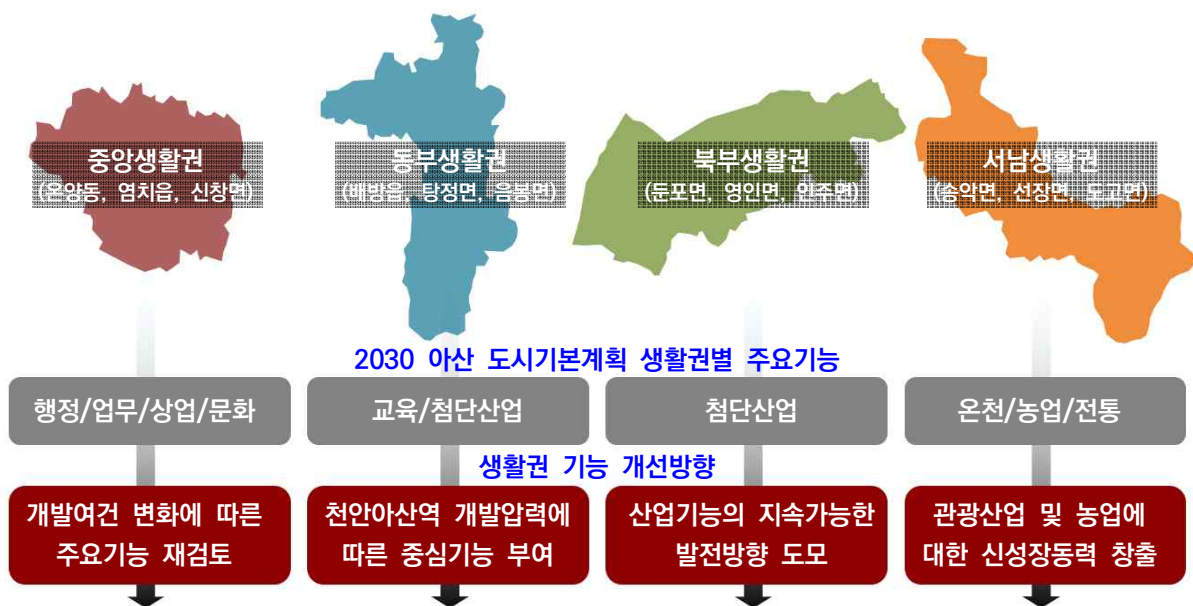 중앙생활권
(온양동, 염치읍, 신창면)
동부생활권
(배방읍, 탕정면, 음봉면)
북부생활권
(둔포면, 영인면, 인주면)
서남생활권
(송악면, 선장면, 도고면)
2030 아산 도시기본계획 생활권별 주요기능
행정/업무/상업/문화
교육/첨단산업
첨단산업
온천/농업/전통
생활권 기능 개선방향
개발여건 변화에 따른
주요기능 재검토
천안아산역 개발압력에
따른 중심기능 부여
산업기능의 지속가능한
발전방향 도모
관광산업 및 농업에
대한 신성장동력 창출